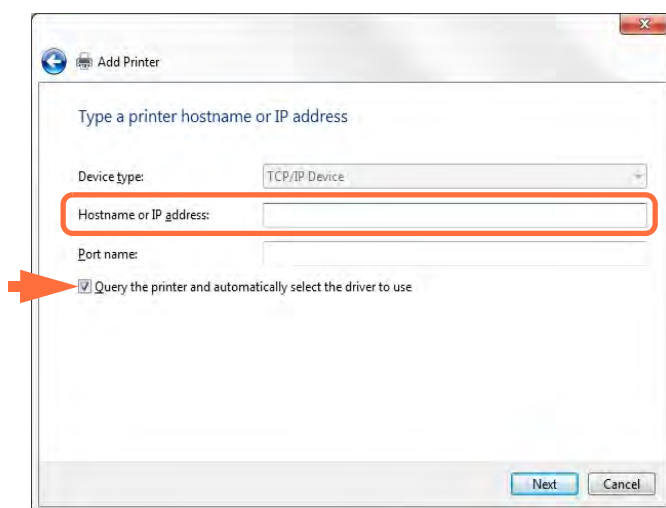 Add Printer
Type a printer hostname or IP address
Device type:
TCP/IP Device
Hostname or IP address:
Port name:
Query the printer and automatically select the driver to use
Next
Cancel